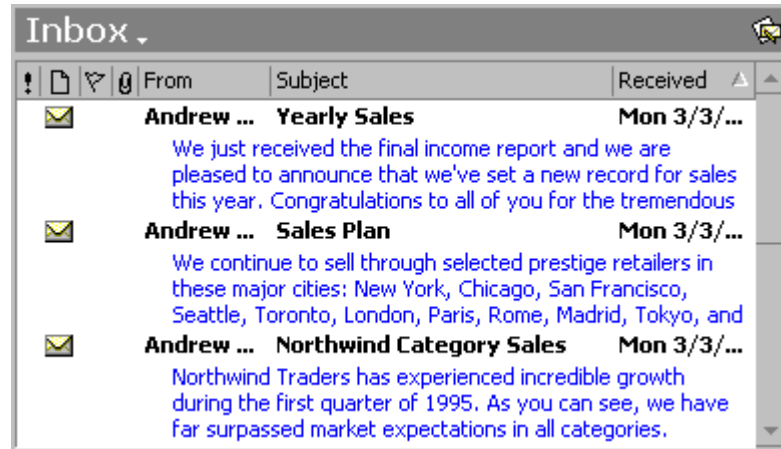 Inbox
! From Subject Received
Andrew ... Yearly Sales Mon 3/3/...
We just received the final income report and we are
pleased to announce that we've set a new record for sales
this year. Congratulations to all of you for the tremendous
Andrew ... Sales Plan Mon 3/3/...
We continue to sell through selected prestige retailers in
these major cities: New York, Chicago, San Francisco,
Seattle, Toronto, London, Paris, Rome, Madrid, Tokyo, and
Andrew ... Northwind Category Sales Mon 3/3/...
Northwind Traders has experienced incredible growth
during the first quarter of 1995. As you can see, we have
far surpassed market expectations in all categories.